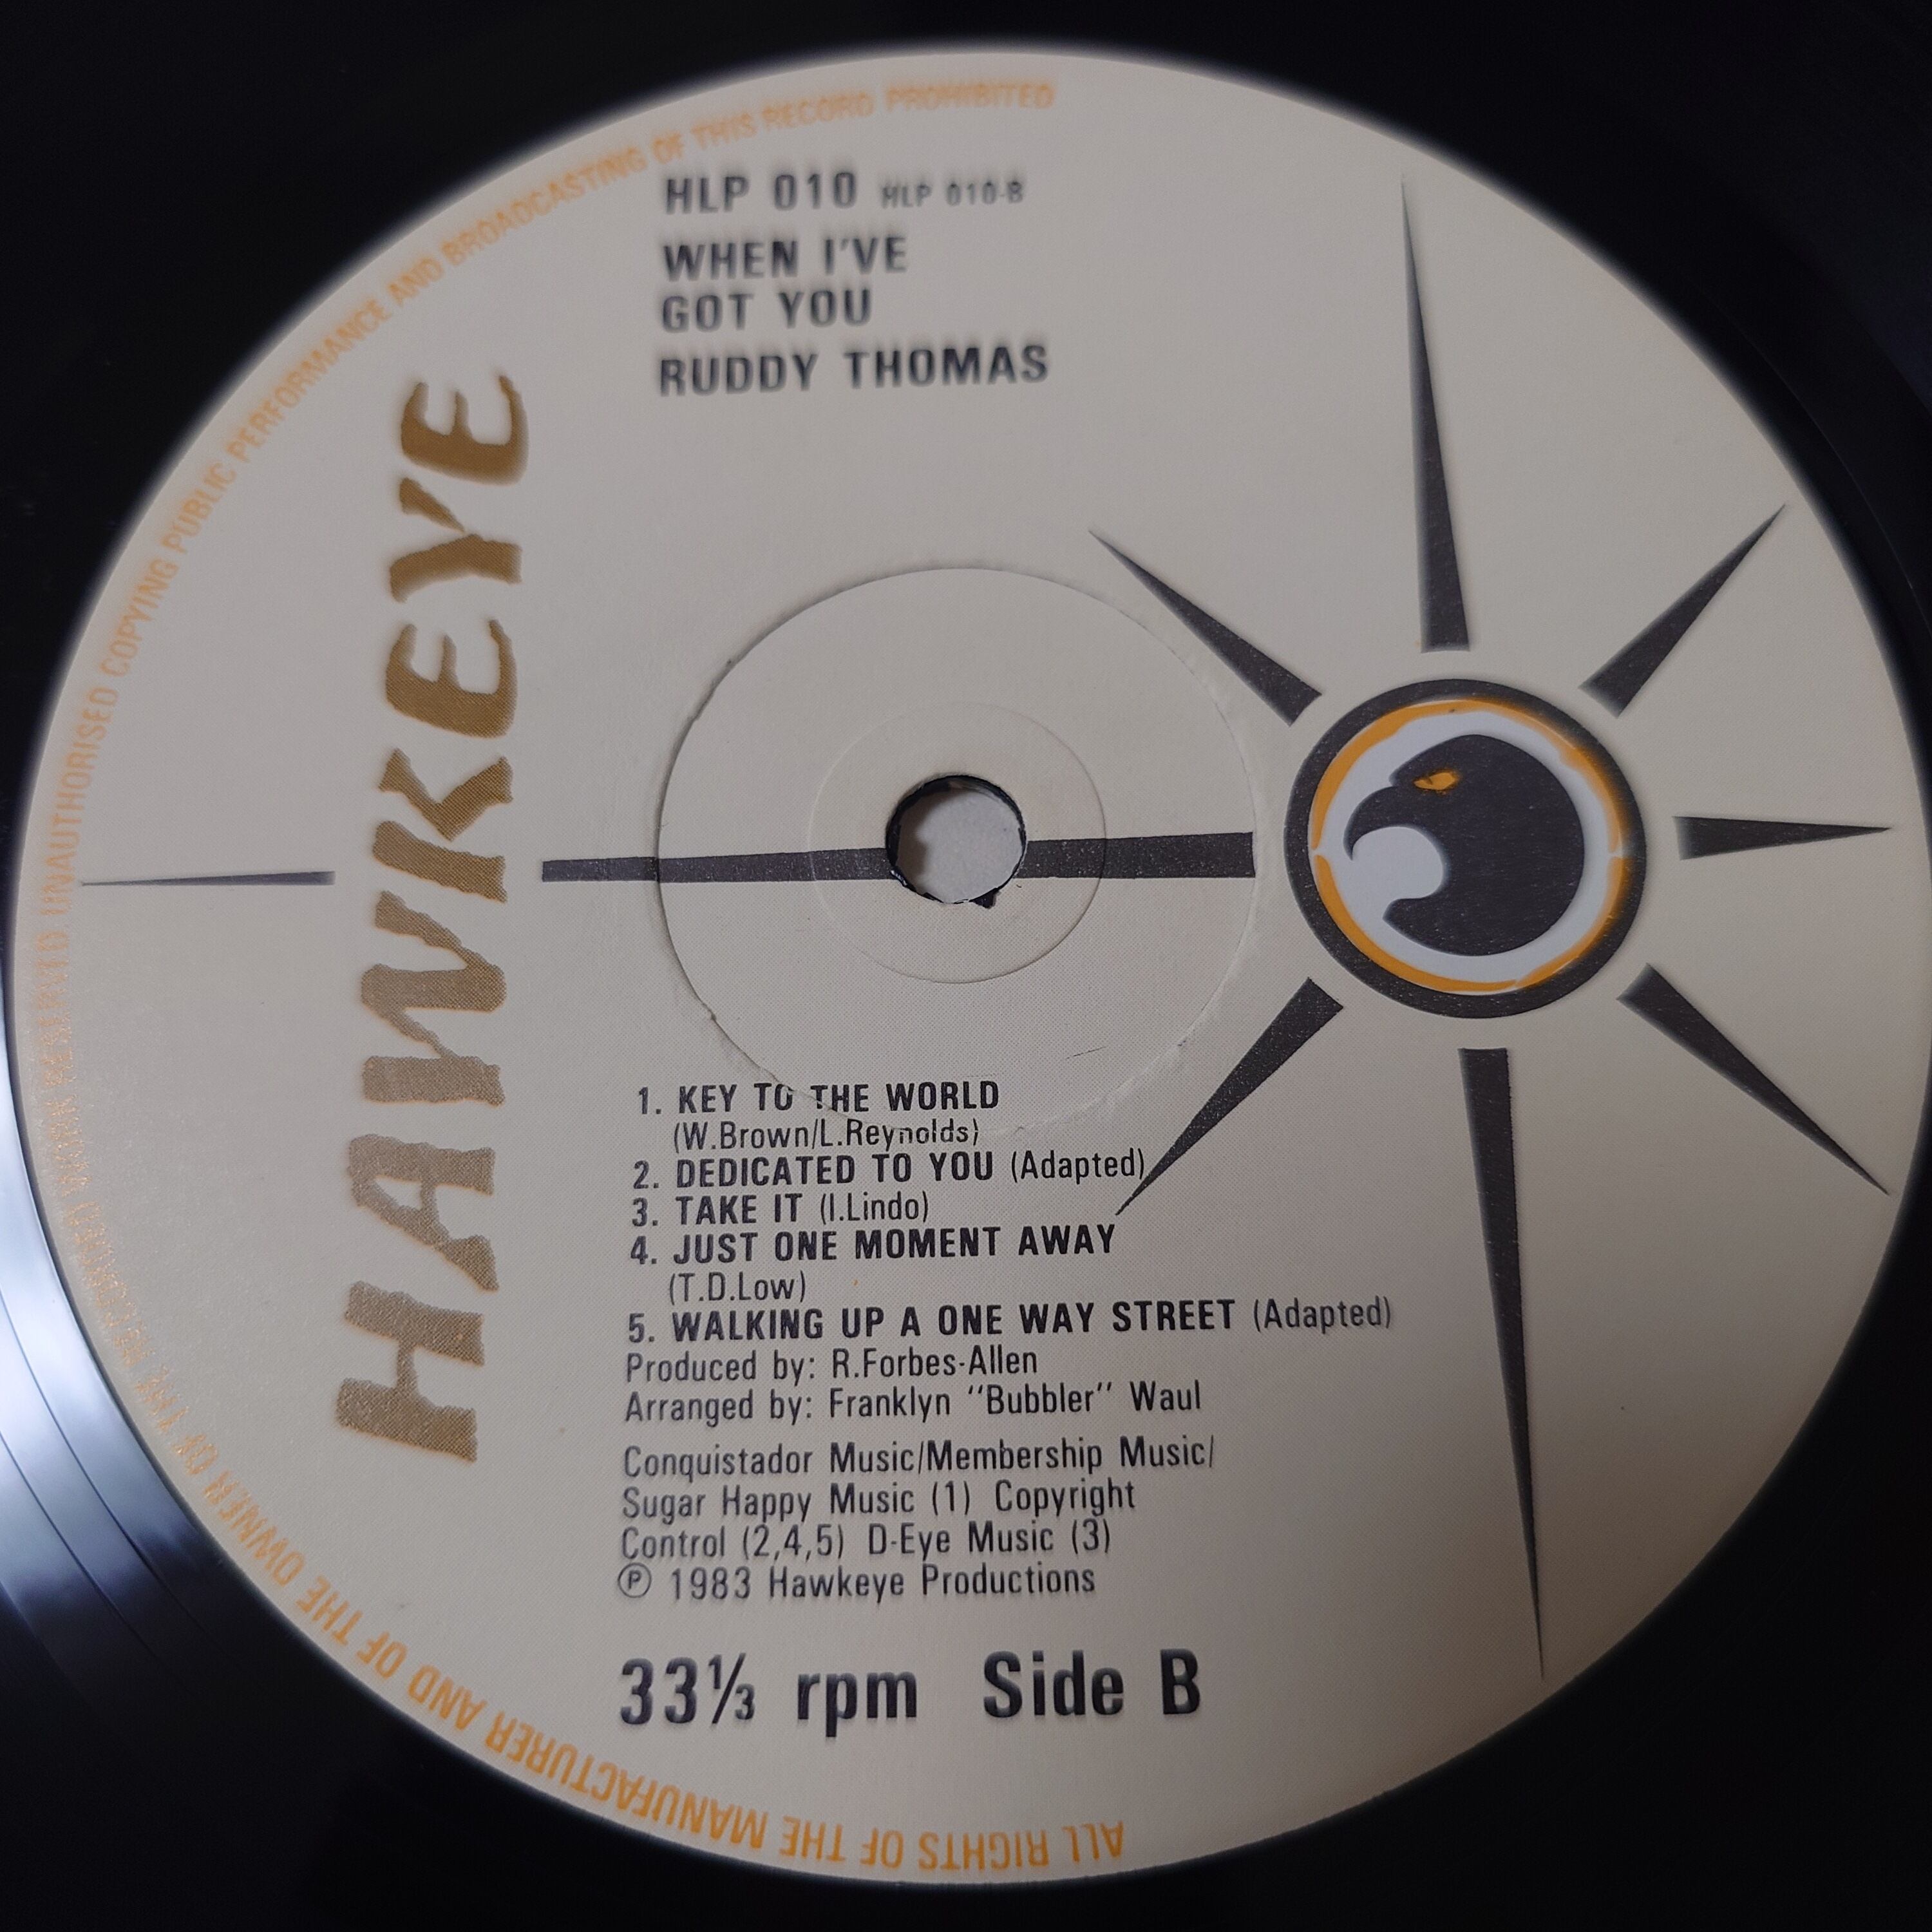 HLP 010 HLP 010-B
WHEN I'VE
GOT YOU
RUDDY THOMAS
HAWKEYE
1. KEY TO THE WORLD
(W.Brown/L.Reynolds)
2. DEDICATED TO YOU (Adapted)
3. TAKE IT (I.Lindo)
4. JUST ONE MOMENT AWAY
(T.D.Low)
5. WALKING UP A ONE WAY STREET (Adapted)
Produced by: R.Forbes-Allen
Arranged by: Franklyn "Bubbler" Waul
Conquistador Music/Membership Music/
Sugar Happy Music (1) Copyright
Control (2,4,5) D-Eye Music (3)
Ⓟ 1983 Hawkeye Productions
33⅓ rpm Side B
ALL RIGHTS OF THE MANUFACTURER AND OF THE OWNER OF THE RECORDED WORK RESERVED. UNAUTHORISED COPYING PUBLIC PERFORMANCE AND BROADCASTING OF THIS RECORD PROHIBITED